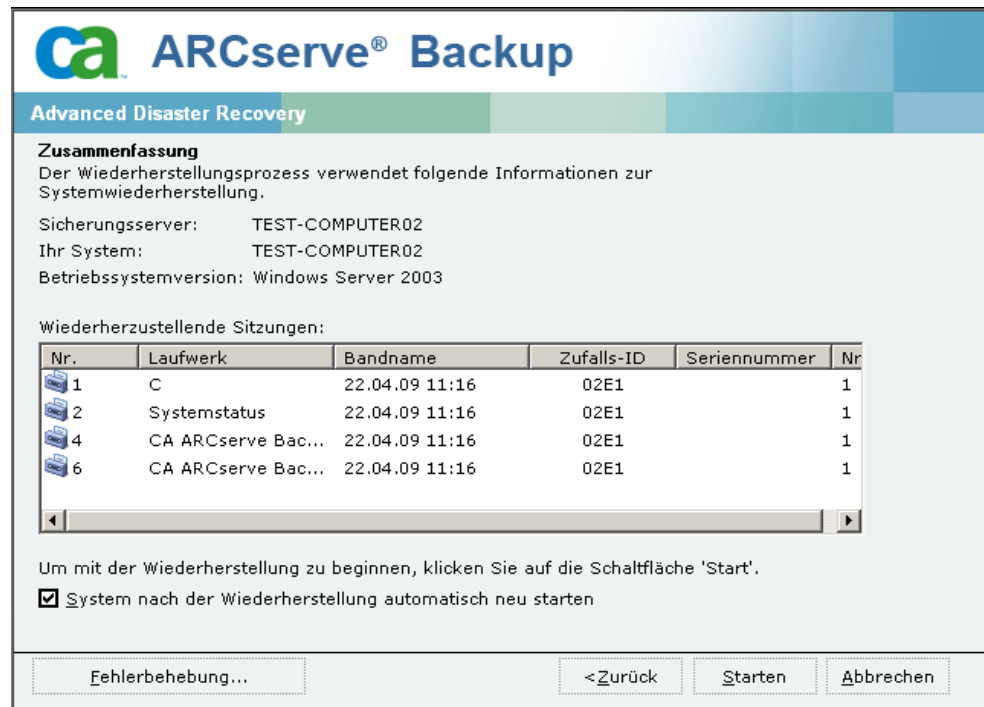 ca ARCserve® Backup
Advanced Disaster Recovery
Zusammenfassung
Der Wiederherstellungsprozess verwendet folgende Informationen zur
Systemwiederherstellung.
Sicherungsserver: TEST-COMPUTER02
Ihr System: TEST-COMPUTER02
Betriebssystemversion: Windows Server 2003
Wiederherzustellende Sitzungen:
Nr. Laufwerk Bandname Zufalls-ID Seriennummer Nr
1 C 22.04.09 11:16 02E1 1
2 Systemstatus 22.04.09 11:16 02E1 1
4 CA ARCserve Bac... 22.04.09 11:16 02E1 1
6 CA ARCserve Bac... 22.04.09 11:16 02E1 1
Um mit der Wiederherstellung zu beginnen, klicken Sie auf die Schaltfläche 'Start'.
System nach der Wiederherstellung automatisch neu starten
Fehlerbehebung... <Zurück Starten Abbrechen